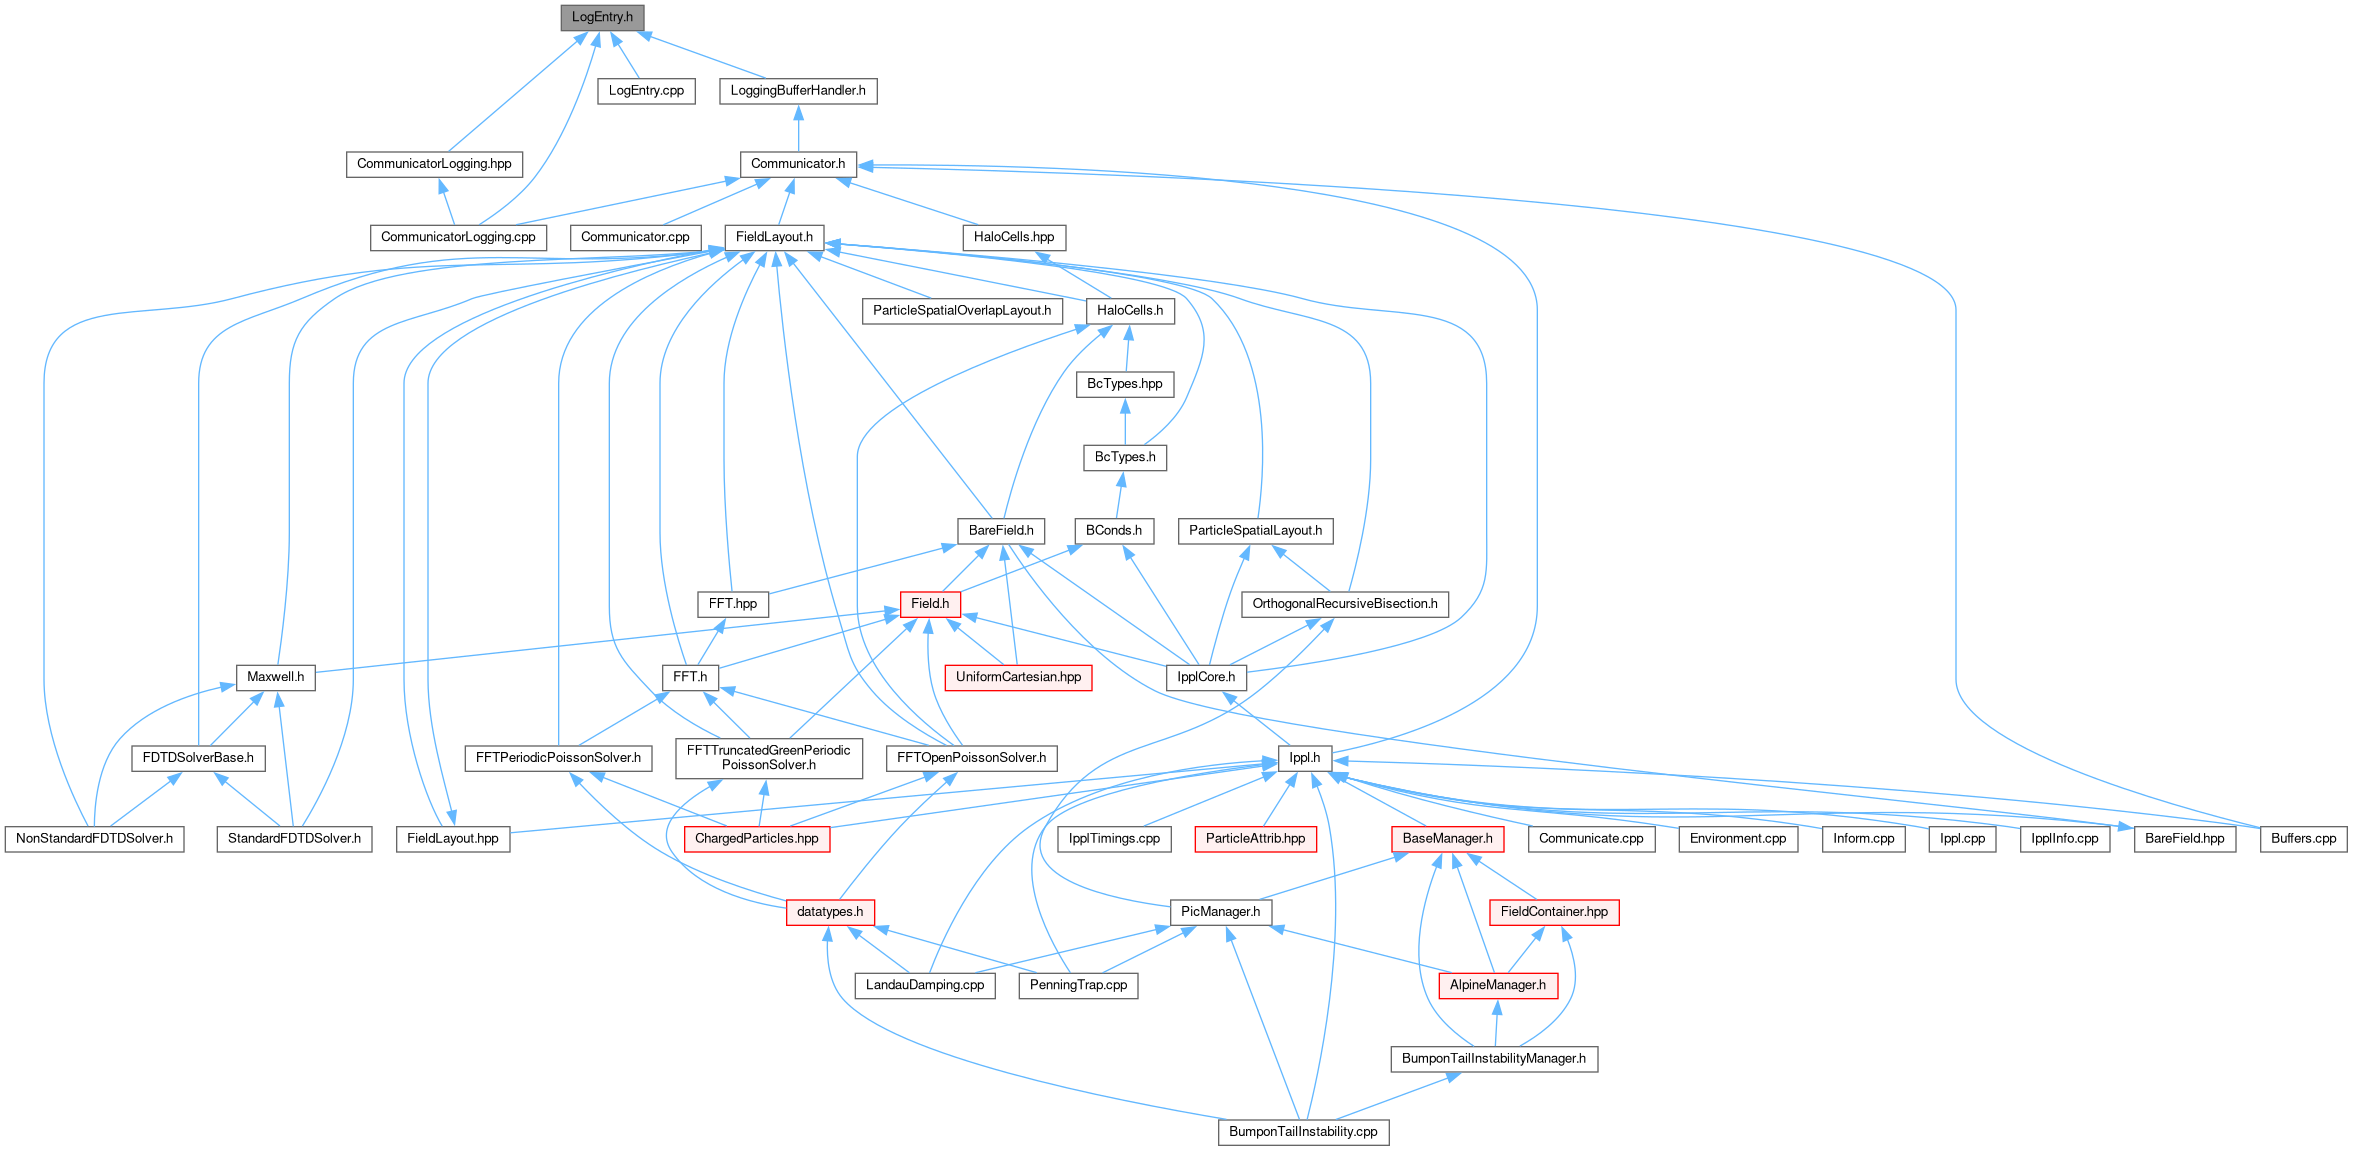 LogEntry.h
LogEntry.cpp
LoggingBufferHandler.h
CommunicatorLogging.hpp
Communicator.h
CommunicatorLogging.cpp
Communicator.cpp
FieldLayout.h
HaloCells.hpp
ParticleSpatialOverlapLayout.h
HaloCells.h
BcTypes.hpp
BcTypes.h
BareField.h
BConds.h
ParticleSpatialLayout.h
FFT.hpp
Field.h
OrthogonalRecursiveBisection.h
Maxwell.h
FFT.h
UniformCartesian.hpp
IpplCore.h
FDTDSolverBase.h
FFTPeriodicPoissonSolver.h
FFTTruncatedGreenPeriodic
PoissonSolver.h
FFTOpenPoissonSolver.h
Ippl.h
NonStandardFDTDSolver.h
StandardFDTDSolver.h
FieldLayout.hpp
ChargedParticles.hpp
IpplTimings.cpp
ParticleAttrib.hpp
BaseManager.h
Communicate.cpp
Environment.cpp
Inform.cpp
Ippl.cpp
IpplInfo.cpp
BareField.hpp
Buffers.cpp
datatypes.h
PicManager.h
FieldContainer.hpp
LandauDamping.cpp
PenningTrap.cpp
AlpineManager.h
BumponTailInstabilityManager.h
BumponTailInstability.cpp